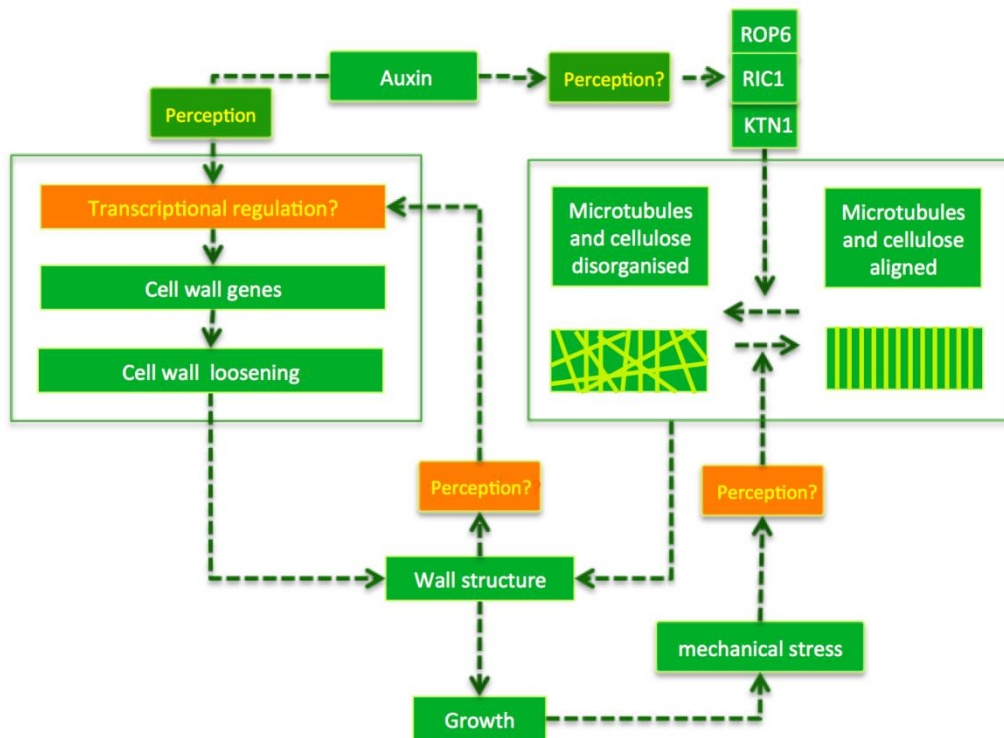 ROP6
Auxin
Perception?
RIC1
Perception
KTN1
Transcriptional regulation?
Cell wall genes
Cell wall loosening
Microtubules
and cellulose
disorganised
Microtubules
and cellulose
aligned
Perception?
Perception?
Wall structure
mechanical stress
Growth